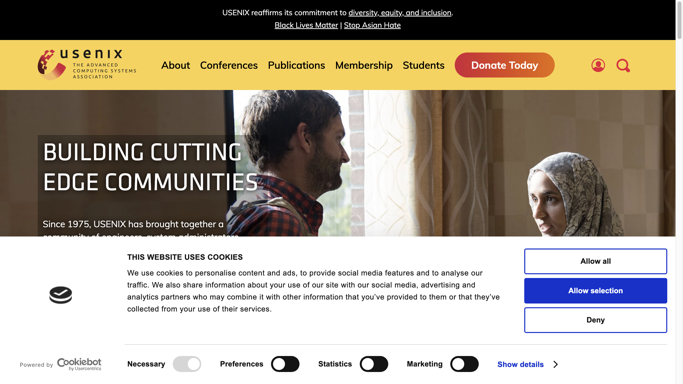 USENIX reaffirms its commitment to diversity, equity, and inclusion.
Black Lives Matter | Stop Asian Hate
usenix
THE ADVANCED
COMPUTING SYSTEMS
ASSOCIATION
About Conferences Publications Membership Students Donate Today
BUILDING CUTTING
EDGE COMMUNITIES
Since 1975, USENIX has brought together a
community of engineers, system administrators,
THIS WEBSITE USES COOKIES
We use cookies to personalise content and ads, to provide social media features and to analyse our
traffic. We also share information about your use of our site with our social media, advertising and
analytics partners who may combine it with other information that you've provided to them or that they've
collected from your use of their services.
Allow all
Allow selection
Deny
Powered by Cookiebot
by Usercentrics
Necessary Preferences Statistics Marketing Show details